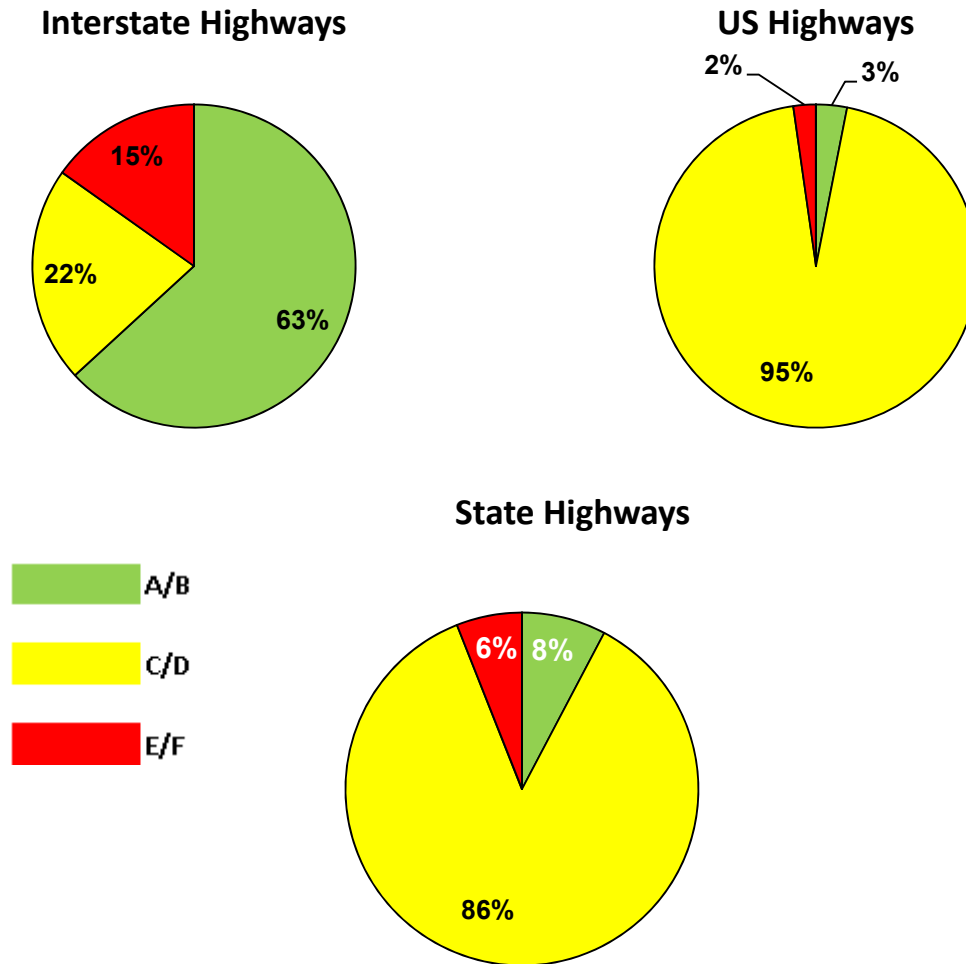 Interstate Highways
US Highways
2%
3%
15%
22%
63%
95%
State Highways
A/B
C/D
E/F
6%
8%
86%